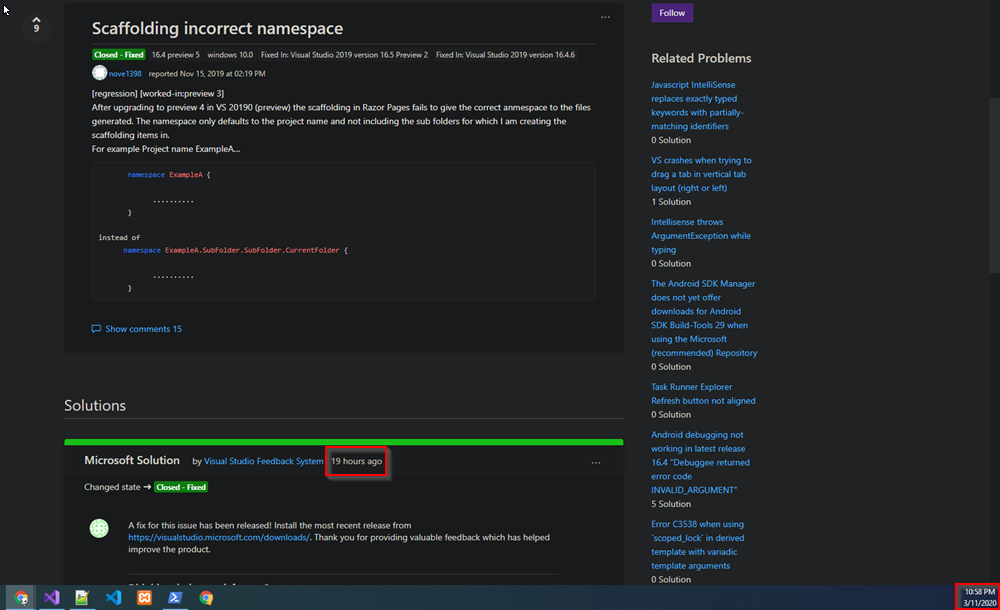 9
Scaffolding incorrect namespace
Closed - Fixed 16.4 preview 5 windows 10.0 Fixed In: Visual Studio 2019 version 16.5 Preview 2 Fixed In: Visual Studio 2019 version 16.4.6
nove1398 reported Nov 15, 2019 at 02:19 PM
[regression] [worked-in:preview 3]
After upgrading to preview 4 in VS 20190 (preview) the scaffolding in Razor Pages fails to give the correct anmespace to the files
generated. The namespace only defaults to the project name and not including the sub folders for which I am creating the
scaffolding items in.
For example Project name ExampleA...
namespace ExampleA {
..........
}
instead of
namespace ExampleA.SubFolder.SubFolder.CurrentFolder {
..........
}
Show comments 15
Solutions
Microsoft Solution by Visual Studio Feedback System 19 hours ago
Changed state → Closed - Fixed
A fix for this issue has been released! Install the most recent release from
https://visualstudio.microsoft.com/downloads/. Thank you for providing valuable feedback which has helped
improve the product.
Follow
Related Problems
Javascript IntelliSense
replaces exactly typed
keywords with partially-
matching identifiers
0 Solution
VS crashes when trying to
drag a tab in vertical tab
layout (right or left)
1 Solution
Intellisense throws
ArgumentException while
typing
0 Solution
The Android SDK Manager
does not yet offer
downloads for Android
SDK Build-Tools 29 when
using the Microsoft
(recommended) Repository
0 Solution
Task Runner Explorer
Refresh button not aligned
0 Solution
Android debugging not
working in latest release
16.4 "Debuggee returned
error code
INVALID_ARGUMENT"
5 Solution
Error C3538 when using
`scoped_lock` in derived
template with variadic
template arguments
0 Solution
10:58 PM
3/11/2020